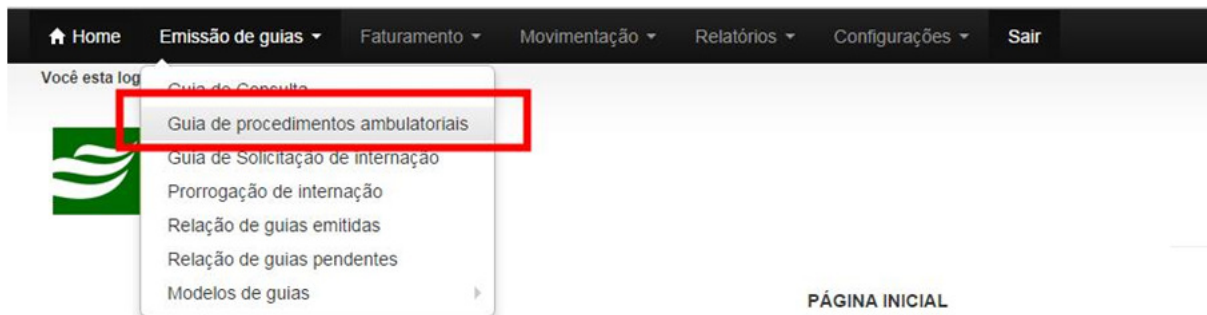 Home Emissão de guias Faturamento Movimentação Relatórios Configurações Sair
Você esta log
Guia de Consulta
Guia de procedimentos ambulatoriais
Guia de Solicitação de internação
Prorrogação de internação
Relação de guias emitidas
Relação de guias pendentes
Modelos de guias
PÁGINA INICIAL